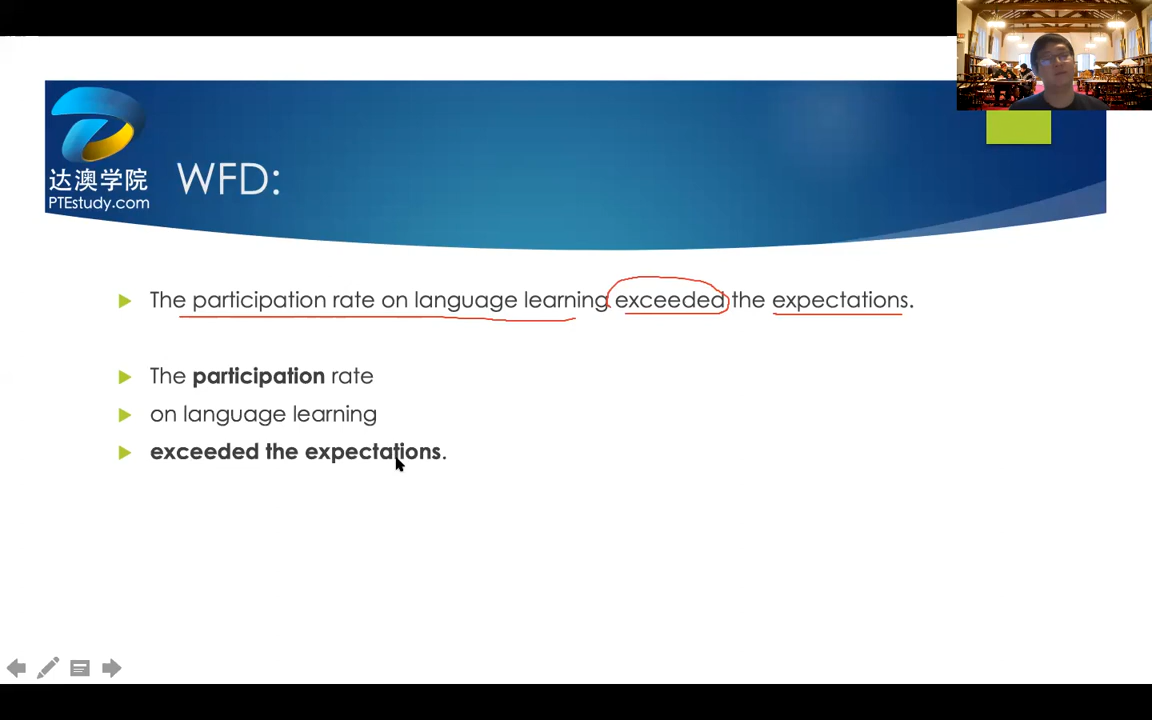 达澳学院
PTEstudy.com
WFD:
The participation rate on language learning exceeded the expectations.
The participation rate
on language learning
exceeded the expectations.